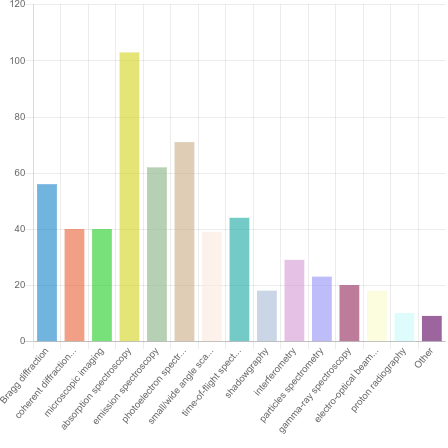 120
100
80
60
40
20
0
Bragg diffraction
coherent diffraction...
microscopic imaging
absorption spectroscopy
emission spectroscopy
photoelectron spectr...
small/wide angle sca...
time-of-flight spect...
shadowgraphy
interferometry
particles spectrometry
gamma-ray spectroscopy
electro-optical beam...
proton radiography
Other